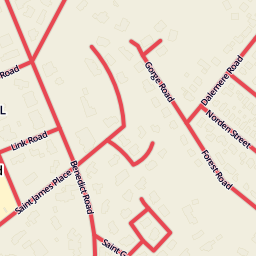 Road
Gorge Road
Dalemere Road
L
Norden Street
Link Road
Forest Road
d
Saint James Place
Benedict Road
Saint G